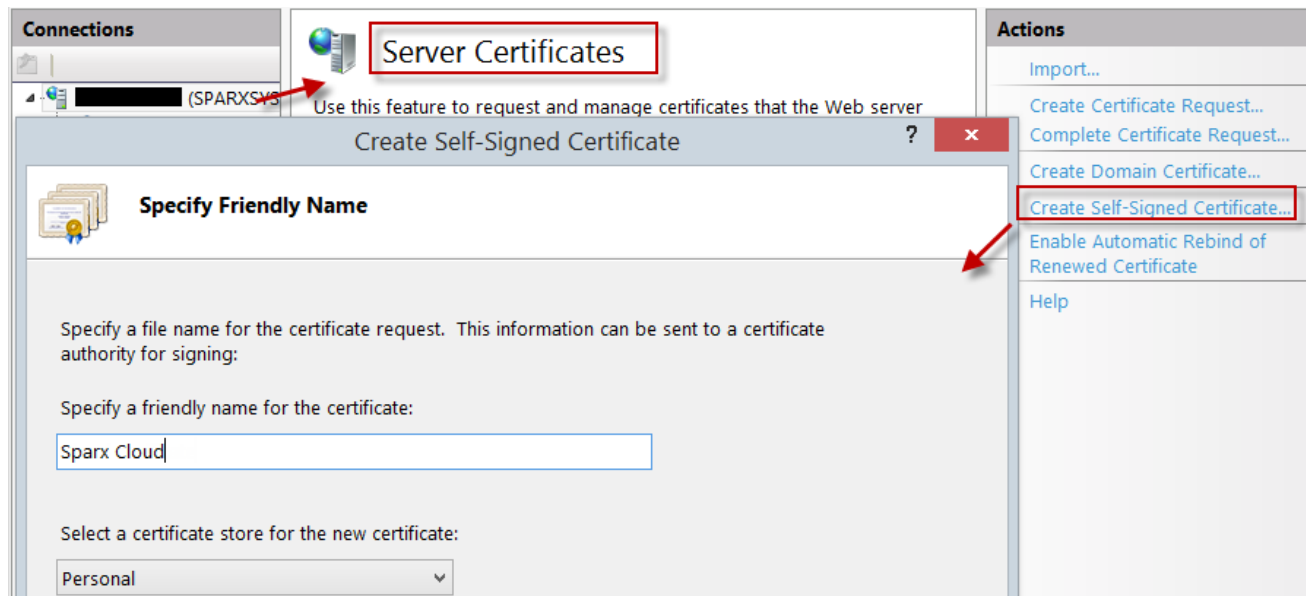 Connections
(SPARXSYS
Server Certificates
Use this feature to request and manage certificates that the Web server
Actions
Import...
Create Certificate Request...
Complete Certificate Request...
Create Domain Certificate...
Create Self-Signed Certificate...
Enable Automatic Rebind of
Renewed Certificate
Help
Create Self-Signed Certificate
?
x
Specify Friendly Name
Specify a file name for the certificate request.  This information can be sent to a certificate
authority for signing:
Specify a friendly name for the certificate:
Sparx Cloud
Select a certificate store for the new certificate:
Personal